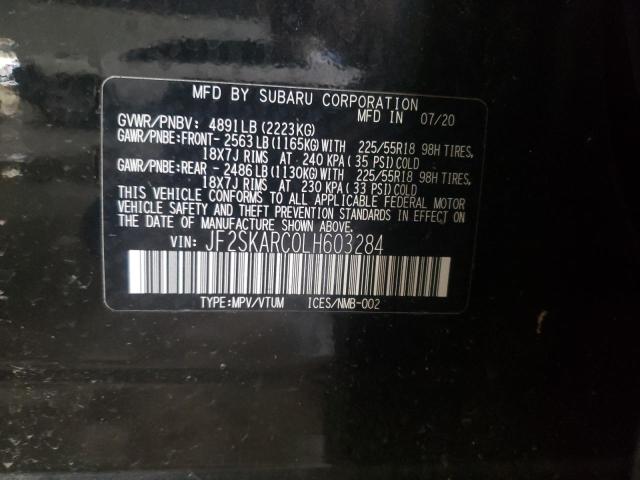 MFD BY SUBARU CORPORATION
MFD IN 07/20
GVWR/PNBV: 4891LB(2223KG)
GAWR/PNBE:FRONT- 2563LB(1165KG)WITH 225/55R18 98H TIRES,
18X7J RIMS AT 240 KPA(35 PSI)COLD
GAWR/PNBE:REAR - 2486LB(1130KG)WITH 225/55R18 98H TIRES,
18X7J RIMS AT 230 KPA(33 PSI)COLD
THIS VEHICLE CONFORMS TO ALL APPLICABLE FEDERAL MOTOR
VEHICLE SAFETY AND THEFT PREVENTION STANDARDS IN EFFECT ON
THE DATE OF MANUFACTURE SHOWN ABOVE.
VIN: JF2SKARC0LH603284
TYPE:MPV/VTUM ICES/NMB-002